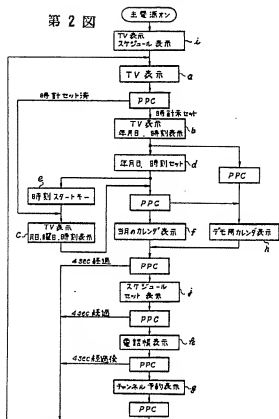 第2図
主電源オン
TV表示
スケジュール表示
i
TV表示
a
時計セット済
PPC
時計未セット
TV表示
年月日、時刻表示
b
年月日、時刻セット
d
e
時刻スタートキー
PPC
PPC
TV表示
月日、曜日、時刻表示
C
当月のカレンダ表示
f
デモ用カレンダ表示
h
4sec経過
PPC
スケジュール
セット表示
j
4sec経過
PPC
電話帳表示
k
4sec経過後
PPC
チャンネル予約表示
g
PPC